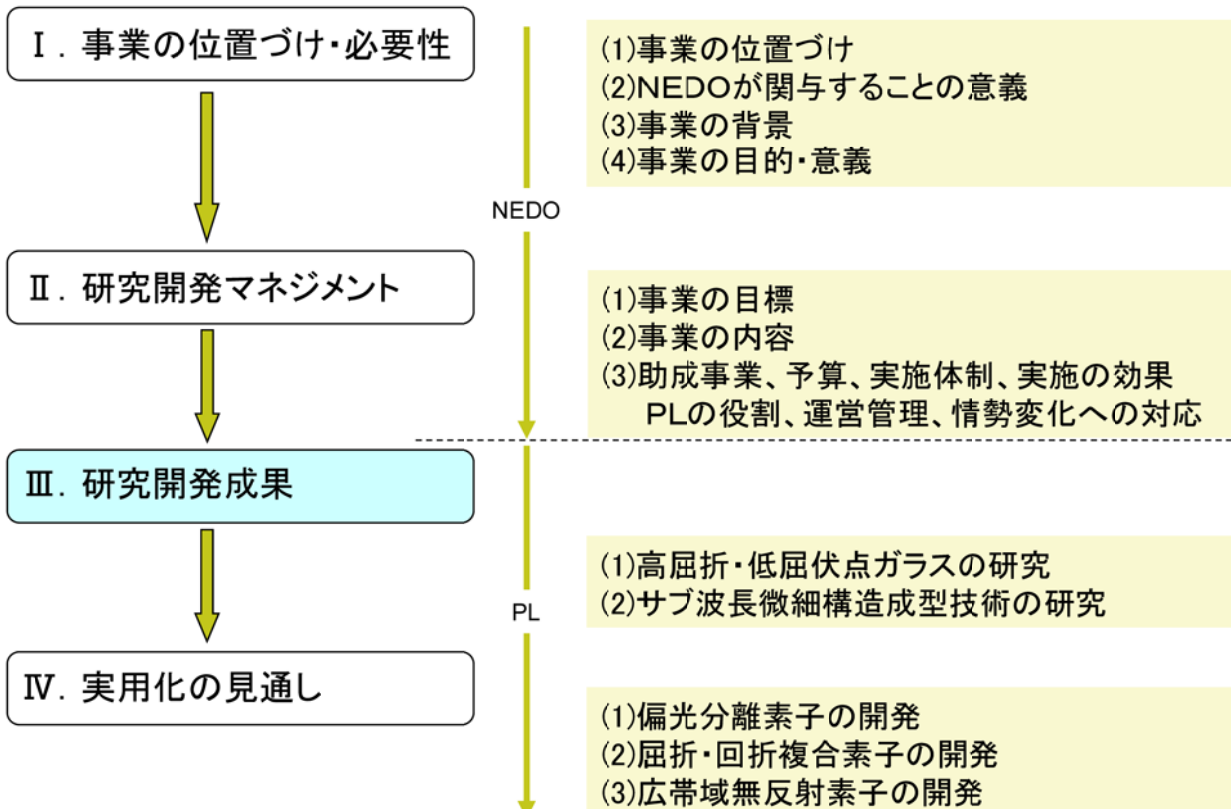 Ⅰ. 事業の位置づけ・必要性
(1)事業の位置づけ
(2)NEDOが関与することの意義
(3)事業の背景
(4)事業の目的・意義
NEDO
Ⅱ. 研究開発マネジメント
(1)事業の目標
(2)事業の内容
(3)助成事業、予算、実施体制、実施の効果
PLの役割、運営管理、情勢変化への対応
Ⅲ. 研究開発成果
(1)高屈折・低屈伏点ガラスの研究
(2)サブ波長微細構造成型技術の研究
PL
Ⅳ. 実用化の見通し
(1)偏光分離素子の開発
(2)屈折・回折複合素子の開発
(3)広帯域無反射素子の開発